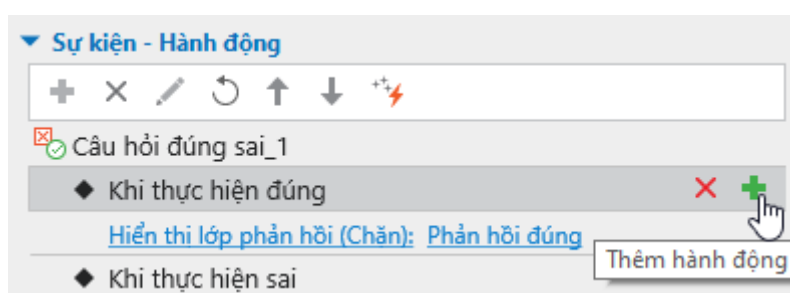 Sự kiện - Hành động
Câu hỏi đúng sai_1
Khi thực hiện đúng
Hiển thị lớp phản hồi (Chặn): Phản hồi đúng
Thêm hành động
Khi thực hiện sai